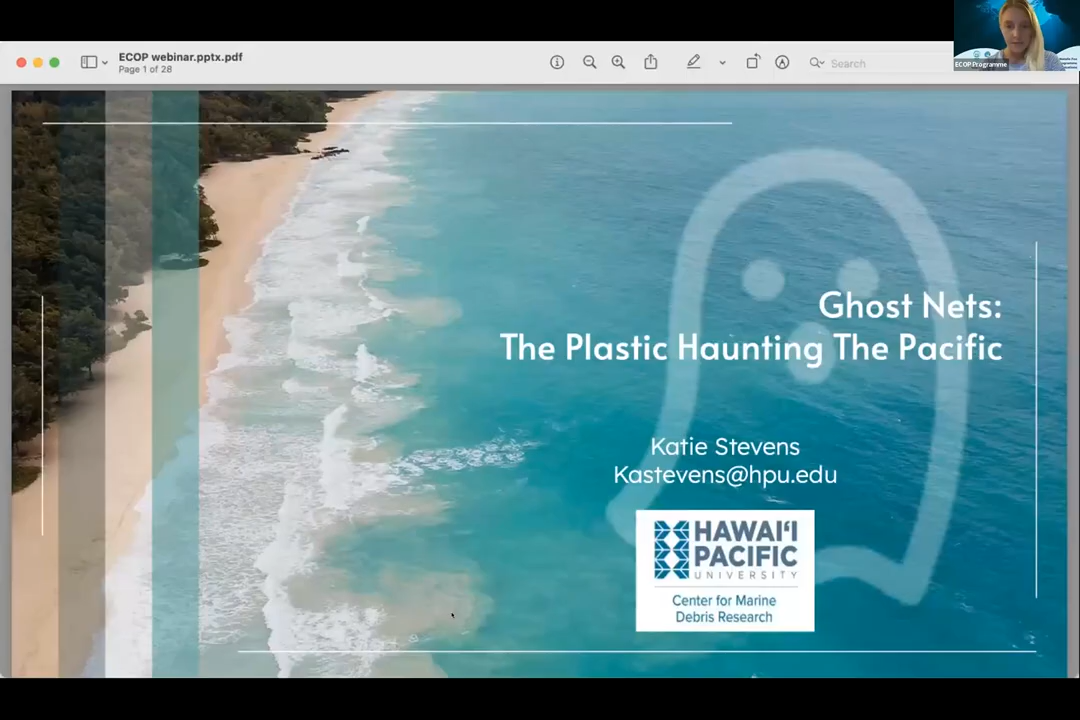 ECOP webinar.pptx.pdf
Page 1 of 28
Search
ECOP Programme
Ghost Nets:
The Plastic Haunting The Pacific
Katie Stevens
Kastevens@hpu.edu
HAWAIʻI
PACIFIC
UNIVERSITY
Center for Marine
Debris Research